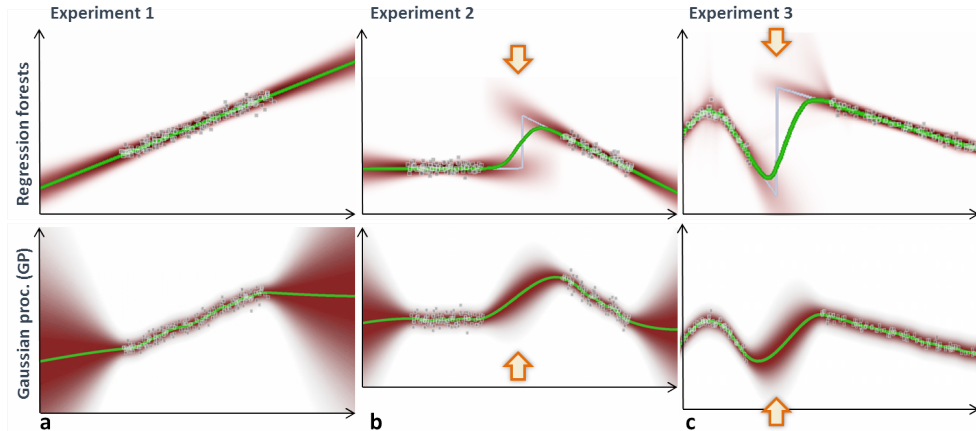 Experiment 1
Experiment 2
Experiment 3
Regression forests
Gaussian proc. (GP)
a
b
c